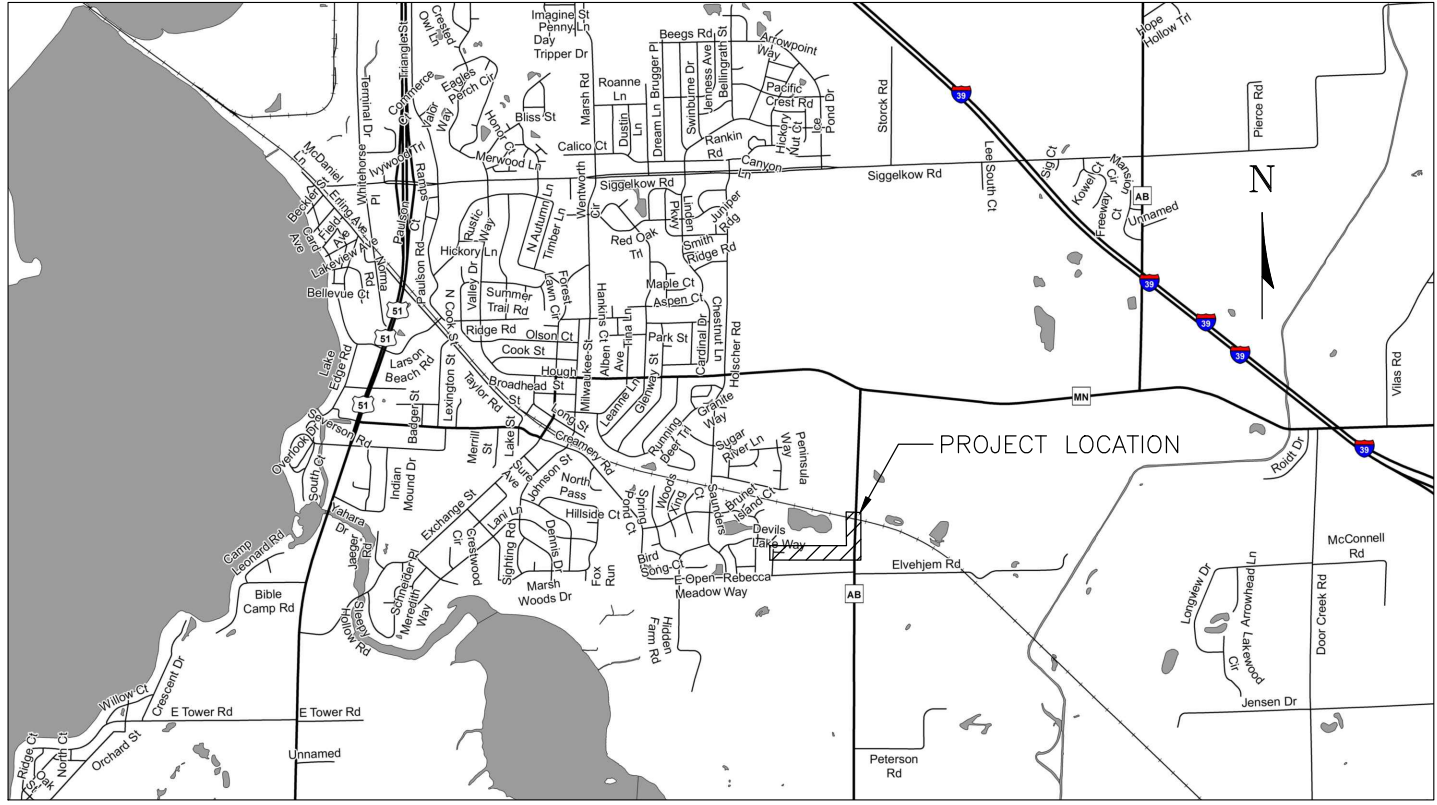 Imagine St
Penny Ln
Day
Tripper Dr
Crested
Owl Ln
Triangle St
Beegs Rd
Arrowpoint
Way
Hope
Hollow Trl
Terminal Dr
Commerce
Ct
Valor
Way
Eagles
Perch Cir
Honor
Ct
Bliss St
Marsh Rd
Roanne
Ln
Dustin
Ln
Dream Ln
Brugger Pl
Swinburne Dr
Jenness Ave
Bellingrath St
Pacific
Crest Rd
Hickory
Nut Ct
Ice
Pond Dr
Storck Rd
39
Pierce Rd
McDaniel
Ln
Whitehorse
Pl
Ivywood Trl
Ramps
Merwood Ln
Calico Ct
Rankin
Rd
Canyon
Ln
Siggelkow Rd
Siggelkow Rd
Lee South Ct
Sig Ct
Kower Ct
Mansion
Cir
Freeway
Ct
AB
Unnamed
N
Beckler
St
Erling Ave
Field
Ave
Card
Ave
Lakeview Ave
Norma
Rd
Paulson
Ct
Paulson Rd
Rustic
Way
Hickory Ln
N Autumn Ln
Timber Ln
Wentworth
Cir
Linden
Pkwy
Juniper
Rdg
Red Oak
Trl
Smith
Ridge Rd
Bellevue Ct
Valley Dr
Summer
Trail Rd
Forest
Lawn Cir
Maple Ct
Aspen Ct
39
51
51
N Cook St
Ridge Rd
Olson Ct
Cook St
Hough
Hankins Ct
Alben
Ave
Tina Ln
Park St
Cardinal Dr
Chestnut Ln
Holscher Rd
39
39
Vilas Rd
Lake
Edge Rd
Larson
Beach Rd
Lexington St
Taylor Rd
Broadhead
St
Milwaukee St
Leanne Ln
Glenway St
51
Badger St
Severson Rd
Merrill
St
Lake St
Long St
Creamery Rd
Running
Deer Trl
Granite
Way
MN
Overlook Dr
South Ct
Indian
Mound Dr
Sure
Ave
Johnson St
North
Pass
Sugar
River Ln
Peninsula
Way
PROJECT LOCATION
Roidt Dr
39
Yahara
Dr
Exchange St
Lani Ln
Hillside Ct
Spring
Pond Ct
Woods
King
Ct
Saunders
Brunet
Island Ct
Devils
Lake Way
Camp
Leonard Rd
Jaeger
Rd
Schneider Pl
Crestwood
Cir
Sighting Rd
Dennis Dr
Fox
Run
Bird
Song Ct
E Open
Meadow Way
Rebecca
Elvehjem Rd
McConnell
Rd
Bible
Camp Rd
Sleepy
Hollow Rd
Meredith
Way
Marsh
Woods Dr
AB
Hidden
Farm Rd
Longview Dr
Arrowhead Ln
Lakewood
Cir
Door Creek Rd
Willow Ct
Crescent Dr
E Tower Rd
E Tower Rd
Jensen Dr
Ridge Ct
North Ct
Orchard St
Oak
St
Unnamed
Peterson
Rd